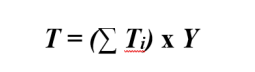 T = (∑ Ti) x Y